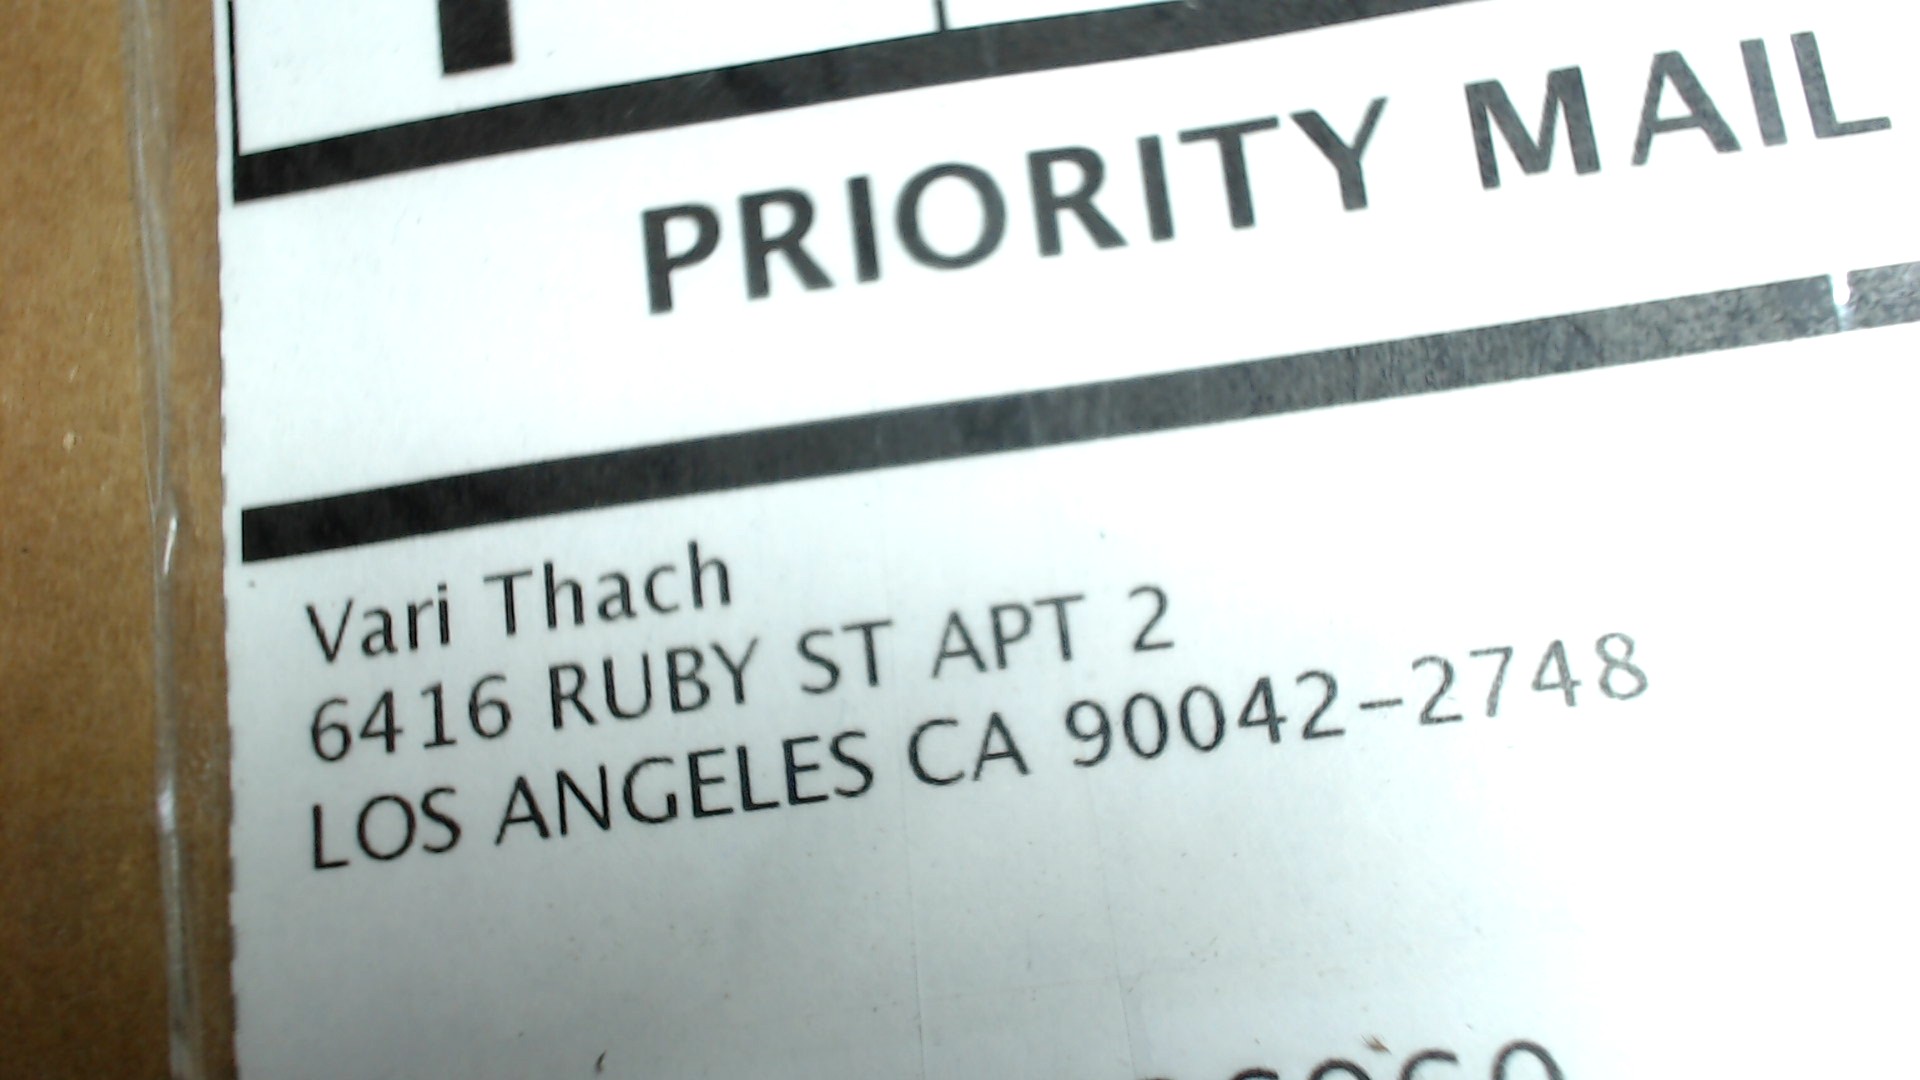 PRIORITY MAIL
Vari Thach
6416 RUBY ST APT 2
LOS ANGELES CA 90042-2748